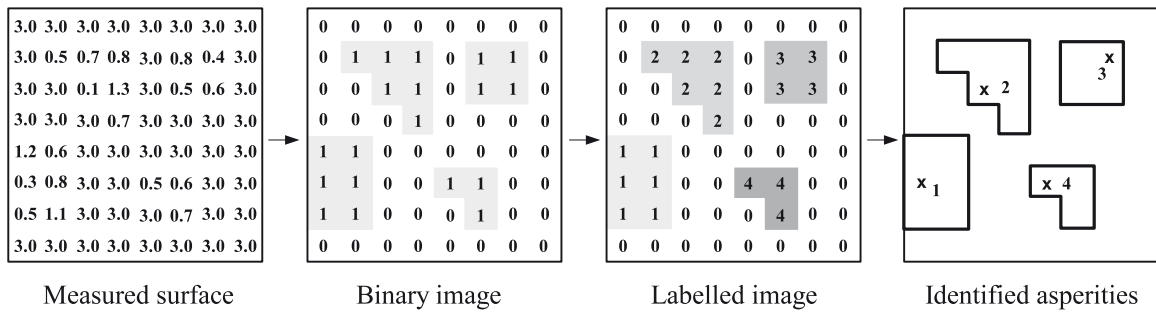 3.0 3.0 3.0 3.0 3.0 3.0 3.0 3.0
3.0 0.5 0.7 0.8 3.0 0.8 0.4 3.0
3.0 3.0 0.1 1.3 3.0 0.5 0.6 3.0
3.0 3.0 3.0 0.7 3.0 3.0 3.0 3.0
1.2 0.6 3.0 3.0 3.0 3.0 3.0 3.0
0.3 0.8 3.0 3.0 0.5 0.6 3.0 3.0
0.5 1.1 3.0 3.0 3.0 0.7 3.0 3.0
3.0 3.0 3.0 3.0 3.0 3.0 3.0 3.0
Measured surface
0 0 0 0 0 0 0 0
0 1 1 1 0 1 1 0
0 0 1 1 0 1 1 0
0 0 0 1 0 0 0 0
1 1 0 0 0 0 0 0
1 1 0 0 1 1 0 0
1 1 0 0 0 1 0 0
0 0 0 0 0 0 0 0
Binary image
0 0 0 0 0 0 0 0
0 2 2 2 0 3 3 0
0 0 2 2 0 3 3 0
0 0 0 2 0 0 0 0
1 1 0 0 0 0 0 0
1 1 0 0 4 4 0 0
1 1 0 0 0 4 0 0
0 0 0 0 0 0 0 0
Labelled image
x 3
x 2
x 1
x 4
Identified asperities